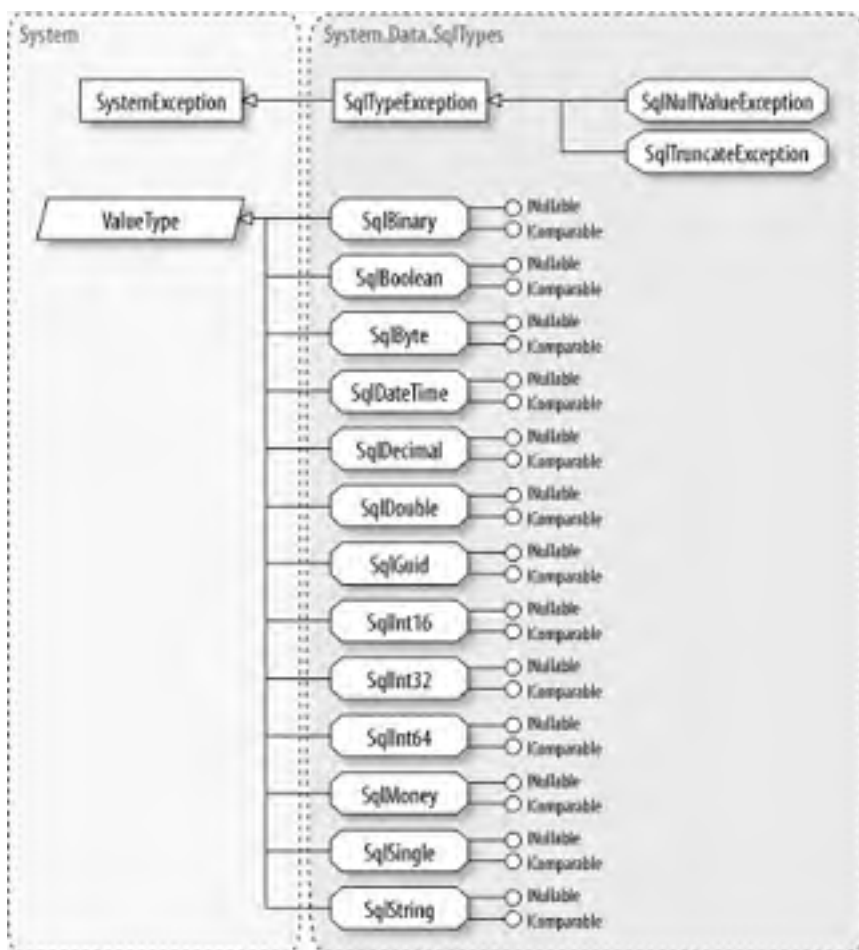 System
System.Data.SqlTypes
SystemException
SqlTypeException
SqlNullValueException
SqlTruncateException
ValueType
SqlBinary
INullable
IComparable
SqlBoolean
INullable
IComparable
SqlByte
INullable
IComparable
SqlDateTime
INullable
IComparable
SqlDecimal
INullable
IComparable
SqlDouble
INullable
IComparable
SqlGuid
INullable
IComparable
SqlInt16
INullable
IComparable
SqlInt32
INullable
IComparable
SqlInt64
INullable
IComparable
SqlMoney
INullable
IComparable
SqlSingle
INullable
IComparable
SqlString
INullable
IComparable